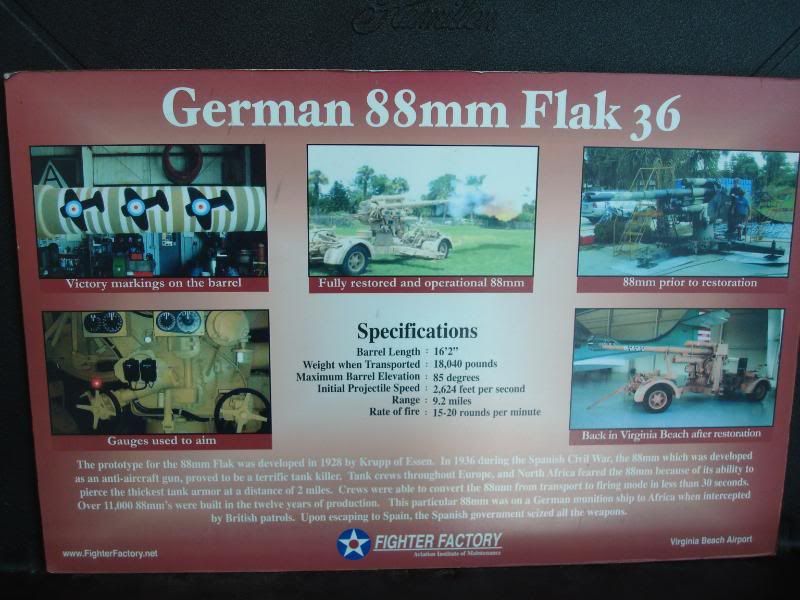 Hamilton
German 88mm Flak 36
Victory markings on the barrel
Fully restored and operational 88mm
88mm prior to restoration
Gauges used to aim
Specifications
Barrel Length : 16'2"
Weight when Transported : 18,040 pounds
Maximum Barrel Elevation : 85 degrees
Initial Projectile Speed : 2,624 feet per second
Range : 9.2 miles
Rate of fire : 15-20 rounds per minute
Back in Virginia Beach after restoration
The prototype for the 88mm Flak was developed in 1928 by Krupp of Essen. In 1936 during the Spanish Civil War, the 88mm which was developed
as an anti-aircraft gun, proved to be a terrific tank killer. Tank crews throughout Europe, and North Africa feared the 88mm because of its ability to
pierce the thickest tank armor at a distance of 2 miles. Crews were able to convert the 88mm from transport to firing mode in less than 30 seconds.
Over 11,000 88mm's were built in the twelve years of production. This particular 88mm was on a German munition ship to Africa when intercepted
by British patrols. Upon escaping to Spain, the Spanish government seized all the weapons.
www.FighterFactory.net
FIGHTER FACTORY
Aviation Institute of Maintenance
Virginia Beach Airport